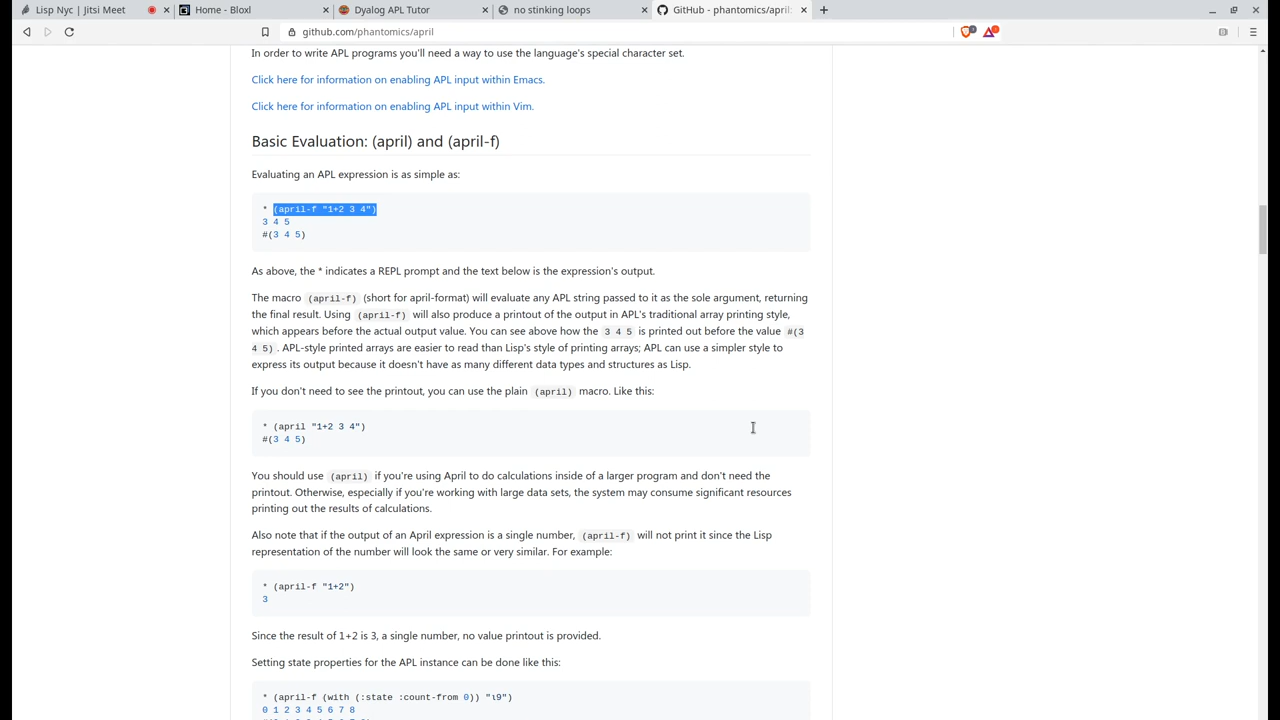 Lisp Nyc | Jitsi Meet
Home - Bloxl
Dyalog APL Tutor
no stinking loops
GitHub - phantomics/april:
github.com/phantomics/april
In order to write APL programs you'll need a way to use the language's special character set.
Click here for information on enabling APL input within Emacs.
Click here for information on enabling APL input within Vim.
Basic Evaluation: (april) and (april-f)
Evaluating an APL expression is as simple as:
* (april-f "1+2 3 4")
3 4 5
#(3 4 5)
As above, the * indicates a REPL prompt and the text below is the expression's output.
The macro (april-f) (short for april-format) will evaluate any APL string passed to it as the sole argument, returning
the final result. Using (april-f) will also produce a printout of the output in APL's traditional array printing style,
which appears before the actual output value. You can see above how the 3 4 5 is printed out before the value #(3
4 5). APL-style printed arrays are easier to read than Lisp's style of printing arrays; APL can use a simpler style to
express its output because it doesn't have as many different data types and structures as Lisp.
If you don't need to see the printout, you can use the plain (april) macro. Like this:
* (april "1+2 3 4")
#(3 4 5)
You should use (april) if you're using April to do calculations inside of a larger program and don't need the
printout. Otherwise, especially if you're working with large data sets, the system may consume significant resources
printing out the results of calculations.
Also note that if the output of an April expression is a single number, (april-f) will not print it since the Lisp
representation of the number will look the same or very similar. For example:
* (april-f "1+2")
3
Since the result of 1+2 is 3, a single number, no value printout is provided.
Setting state properties for the APL instance can be done like this:
* (april-f (with (:state :count-from 0)) "⍳9")
0 1 2 3 4 5 6 7 8